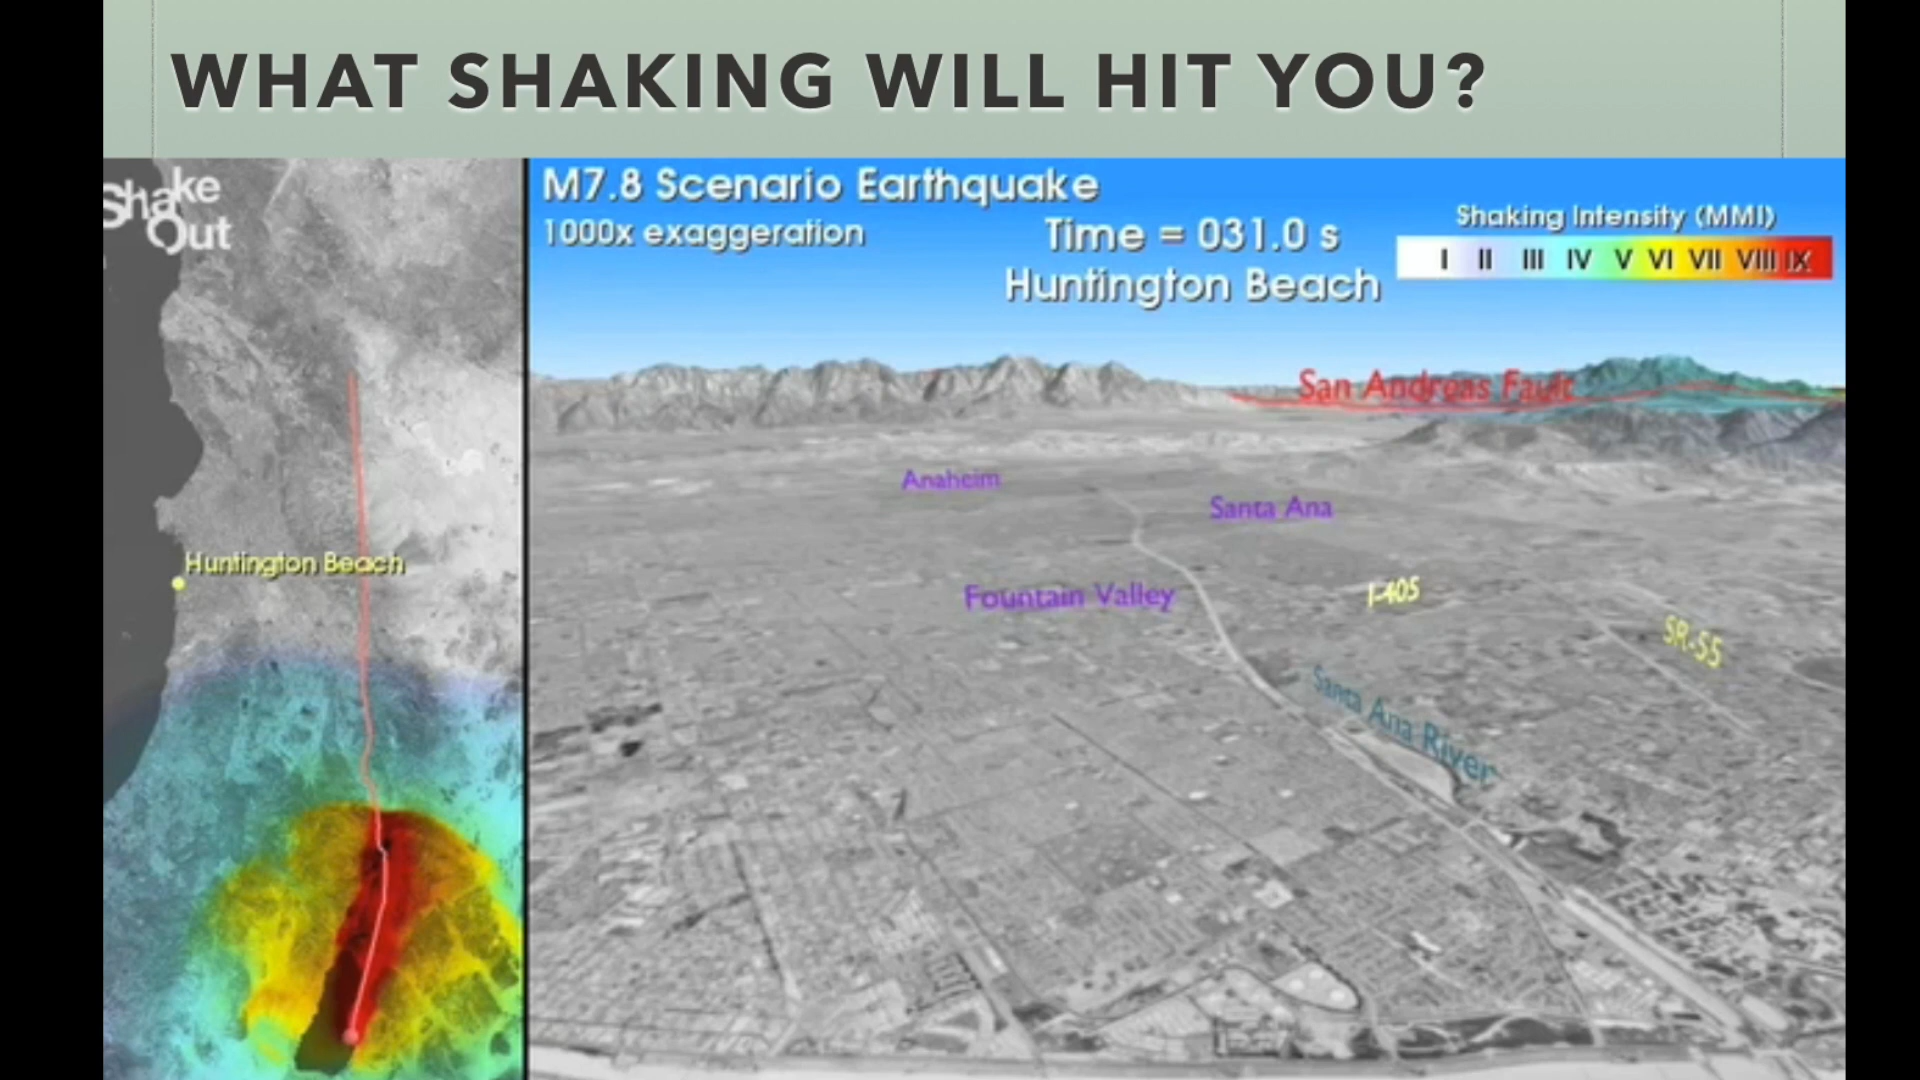 WHAT SHAKING WILL HIT YOU?
Shake
Out
Huntington Beach
M7.8 Scenario Earthquake
1000x exaggeration
Time = 031.0 s
Huntington Beach
Shaking Intensity (MMI)
I II III IV V VI VII VIII IX
San Andreas Fault
Anaheim
Santa Ana
Fountain Valley
I-405
SR-55
Santa Ana River